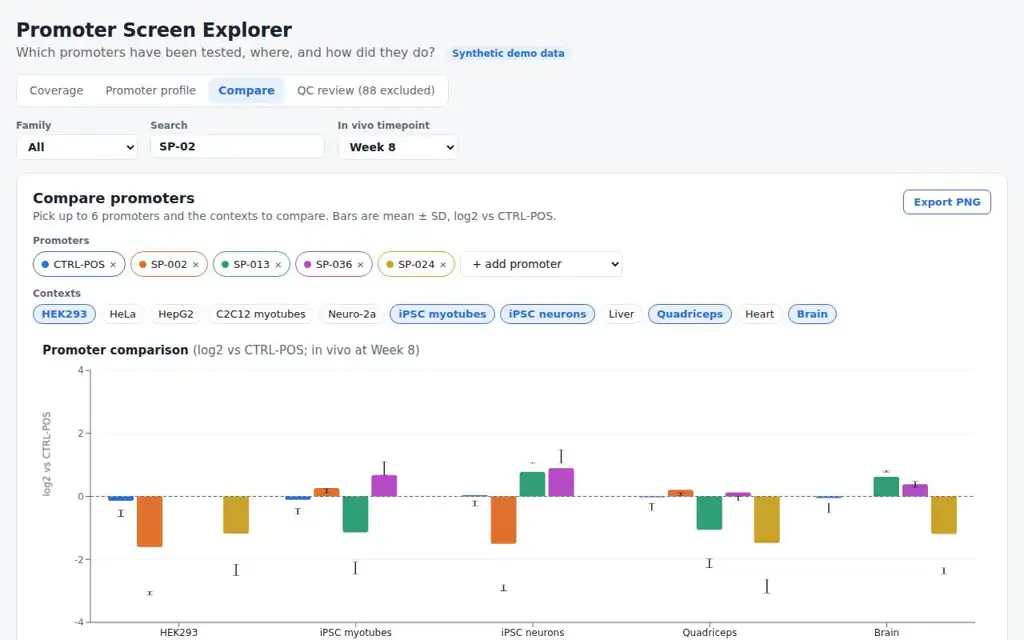 Promoter Screen Explorer
Which promoters have been tested, where, and how did they do? Synthetic demo data
Coverage Promoter profile Compare QC review (88 excluded)
Family Search In vivo timepoint
All SP-02 Week 8
Compare promoters
Pick up to 6 promoters and the contexts to compare. Bars are mean ± SD, log2 vs CTRL-POS.
Export PNG
Promoters
CTRL-POS × SP-002 × SP-013 × SP-036 × SP-024 × + add promoter
Contexts
HEK293 HeLa HepG2 C2C12 myotubes Neuro-2a iPSC myotubes iPSC neurons Liver Quadriceps Heart Brain
Promoter comparison (log2 vs CTRL-POS; in vivo at Week 8)
log2 vs CTRL-POS
4
2
0
-2
-4
HEK293 iPSC myotubes iPSC neurons Quadriceps Brain